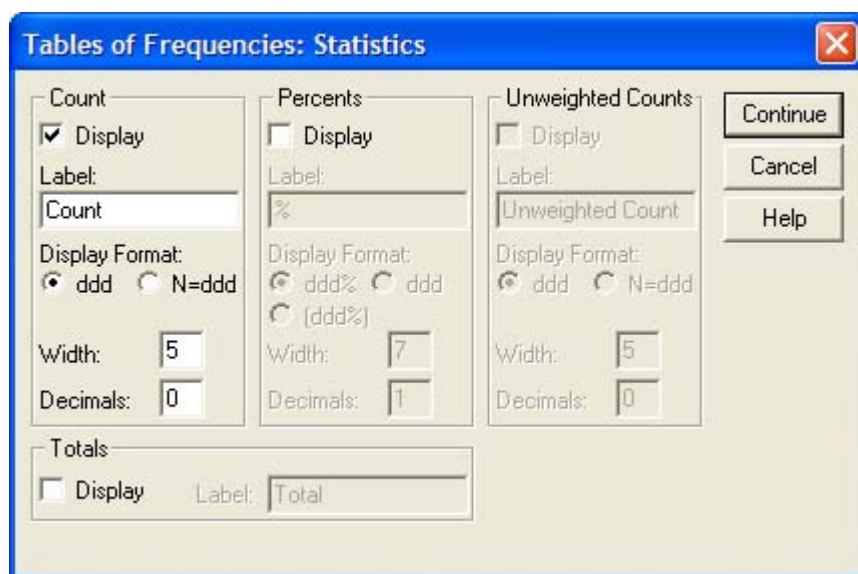 Tables of Frequencies: Statistics
Count
Display
Label:
Count
Display Format:
ddd N=ddd
Width: 5
Decimals: 0
Percents
Display
Label:
%
Display Format:
ddd% ddd
(ddd%)
Width: 7
Decimals: 1
Unweighted Counts
Display
Label:
Unweighted Count
Display Format:
ddd N=ddd
Width: 5
Decimals: 0
Continue
Cancel
Help
Totals
Display Label: Total